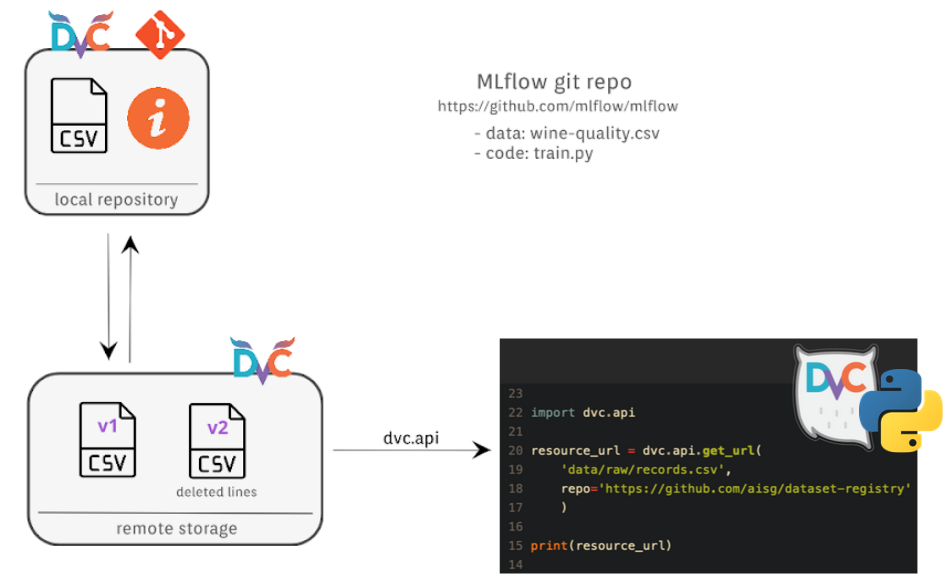 DVC
CSV
i
local repository
MLflow git repo
https://github.com/mlflow/mlflow
- data: wine-quality.csv
- code: train.py
DVC
v1
CSV
v2
CSV
deleted lines
remote storage
dvc.api
DVC
23
22 import dvc.api
21
20 resource_url = dvc.api.get_url(
19 'data/raw/records.csv',
18 repo='https://github.com/aisg/dataset-registry'
17 )
16
15 print(resource_url)
14